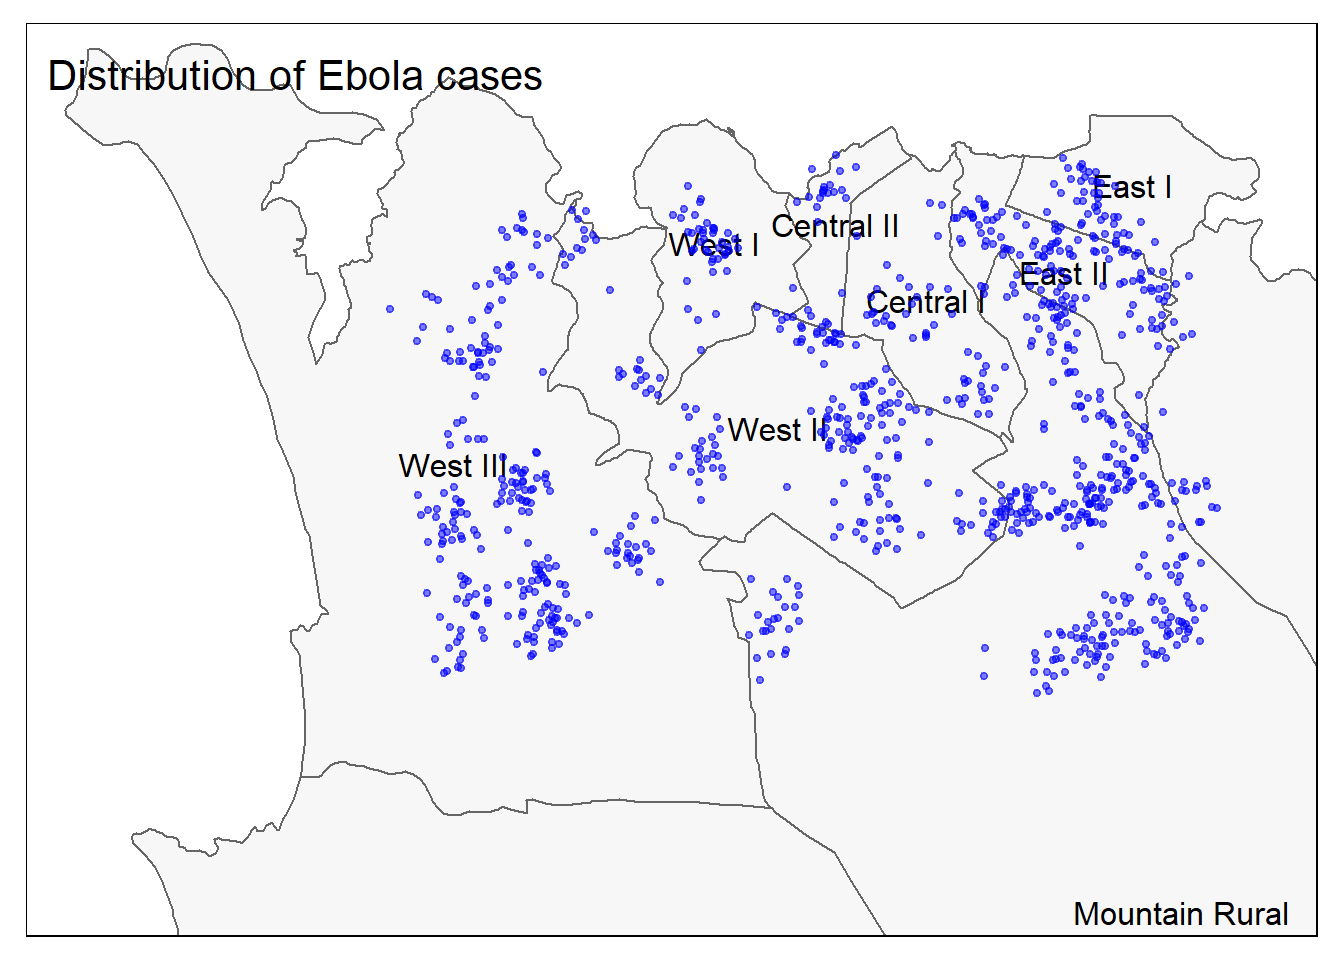 Distribution of Ebola cases
East I
Central II
West I
East II
Central I
West II
West III
Mountain Rural